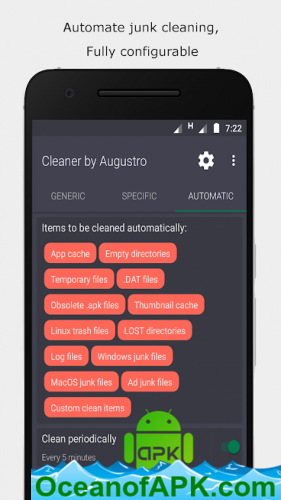 Automate junk cleaning,
Fully configurable
H 7:22
Cleaner by Augustro
GENERIC SPECIFIC AUTOMATIC
Items to be cleaned automatically:
App cache Empty directories
Temporary files .DAT files
Obsolete .apk files Thumbnail cache
Linux trash files LOST directories
Log files Windows junk files
MacOS junk files Ad junk files
Custom clean items
Clean periodically
Every 5 minutes
apk
OceanofAPK.com